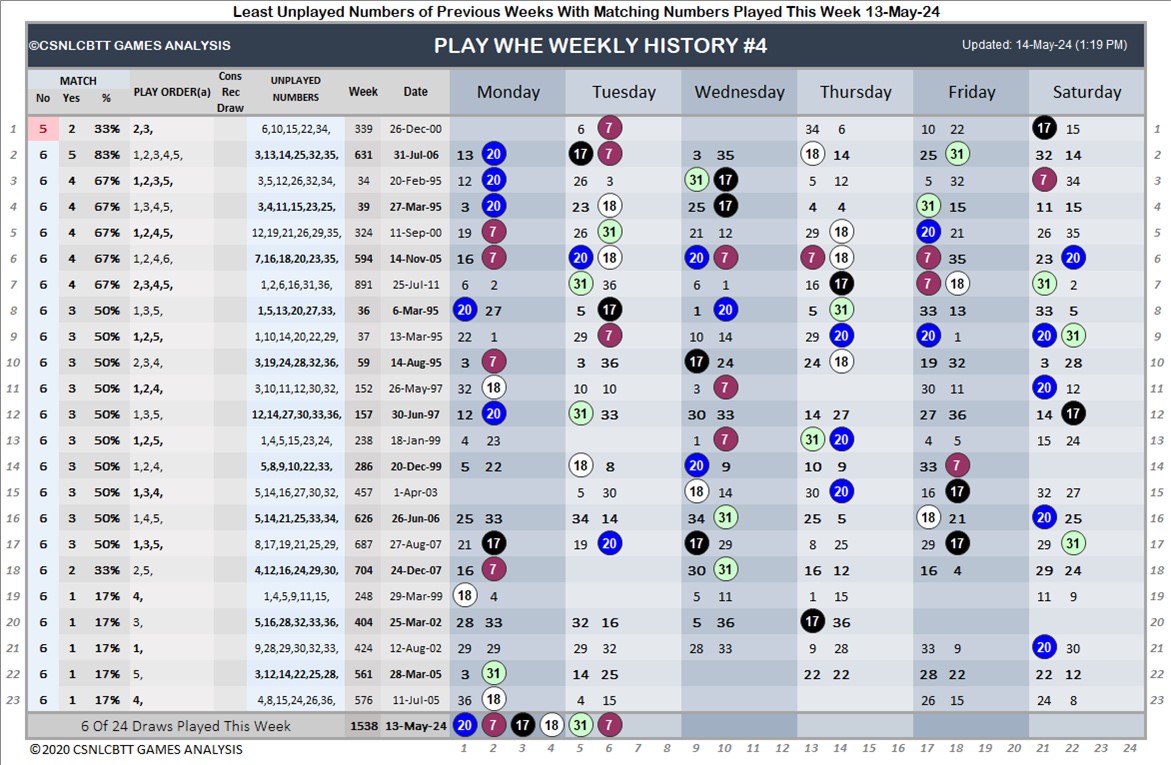 Least Unplayed Numbers of Previous Weeks With Matching Numbers Played This Week 13-May-24
©CSNLCBTT GAMES ANALYSIS PLAY WHE WEEKLY HISTORY #4 Updated: 14-May-24 (1:19 PM)
MATCH No Yes % PLAY ORDER(a) Cons Rec Draw UNPLAYED NUMBERS Week Date Monday Tuesday Wednesday Thursday Friday Saturday
1 5 2 33% 2,3, 6,10,15,22,34, 339 26-Dec-00 6 7 34 6 10 22 17 15 1
2 6 5 83% 1,2,3,4,5, 3,13,14,25,32,35, 631 31-Jul-06 13 20 17 7 3 35 18 14 25 31 32 14 2
3 6 4 67% 1,2,3,5, 3,5,12,26,32,34, 34 20-Feb-95 12 20 26 3 31 17 5 12 5 32 7 34 3
4 6 4 67% 1,3,4,5, 3,4,11,15,23,25, 39 27-Mar-95 3 20 23 18 25 17 4 4 31 15 11 15 4
5 6 4 67% 1,2,4,5, 12,19,21,26,29,35, 324 11-Sep-00 19 7 26 31 21 12 29 18 20 21 26 35 5
6 6 4 67% 1,2,4,6, 7,16,18,20,23,35, 594 14-Nov-05 16 7 20 18 20 7 7 18 7 35 23 20 6
7 6 4 67% 2,3,4,5, 1,2,6,16,31,36, 891 25-Jul-11 6 2 31 36 6 1 16 17 7 18 31 2 7
8 6 3 50% 1,3,5, 1,5,13,20,27,33, 36 6-Mar-95 20 27 5 17 1 20 5 31 33 13 33 5 8
9 6 3 50% 1,2,5, 1,10,14,20,22,29, 37 13-Mar-95 22 1 29 7 10 14 29 20 20 1 20 31 9
10 6 3 50% 2,3,4, 3,19,24,28,32,36, 59 14-Aug-95 3 7 3 36 17 24 24 18 19 32 3 28 10
11 6 3 50% 1,2,4, 3,10,11,12,30,32, 152 26-May-97 32 18 10 10 3 7 30 11 20 12 11
12 6 3 50% 1,3,5, 12,14,27,30,33,36, 157 30-Jun-97 12 20 31 33 30 33 14 27 27 36 14 17 12
13 6 3 50% 1,2,5, 1,4,5,15,23,24, 238 18-Jan-99 4 23 1 7 31 20 4 5 15 24 13
14 6 3 50% 1,2,4, 5,8,9,10,22,33, 286 20-Dec-99 5 22 18 8 20 9 10 9 33 7 14
15 6 3 50% 1,3,4, 5,14,16,27,30,32, 457 1-Apr-03 5 30 18 14 30 20 16 17 32 27 15
16 6 3 50% 1,4,5, 5,14,21,25,33,34, 626 26-Jun-06 25 33 34 14 34 31 25 5 18 21 20 25 16
17 6 3 50% 1,3,5, 8,17,19,21,25,29, 687 27-Aug-07 21 17 19 20 17 29 8 25 29 17 29 31 17
18 6 2 33% 2,5, 4,12,16,24,29,30, 704 24-Dec-07 16 7 30 31 16 12 16 4 29 24 18
19 6 1 17% 4, 1,4,5,9,11,15, 248 29-Mar-99 18 4 5 11 1 15 11 9 19
20 6 1 17% 3, 5,16,28,32,33,36, 404 25-Mar-02 28 33 32 16 5 36 17 36 20
21 6 1 17% 1, 9,28,29,30,32,33, 424 12-Aug-02 29 29 29 32 28 33 9 28 33 9 20 30 21
22 6 1 17% 5, 3,12,14,22,25,28, 561 28-Mar-05 3 31 14 25 22 22 28 22 22 12 22
23 6 1 17% 4, 4,8,15,24,26,36, 576 11-Jul-05 36 18 4 15 26 15 24 8 23
6 Of 24 Draws Played This Week 1538 13-May-24 20 7 17 18 31 7
©2020 CSNLCBTT GAMES ANALYSIS 1 2 3 4 5 6 7 8 9 10 11 12 13 14 15 16 17 18 19 20 21 22 23 24